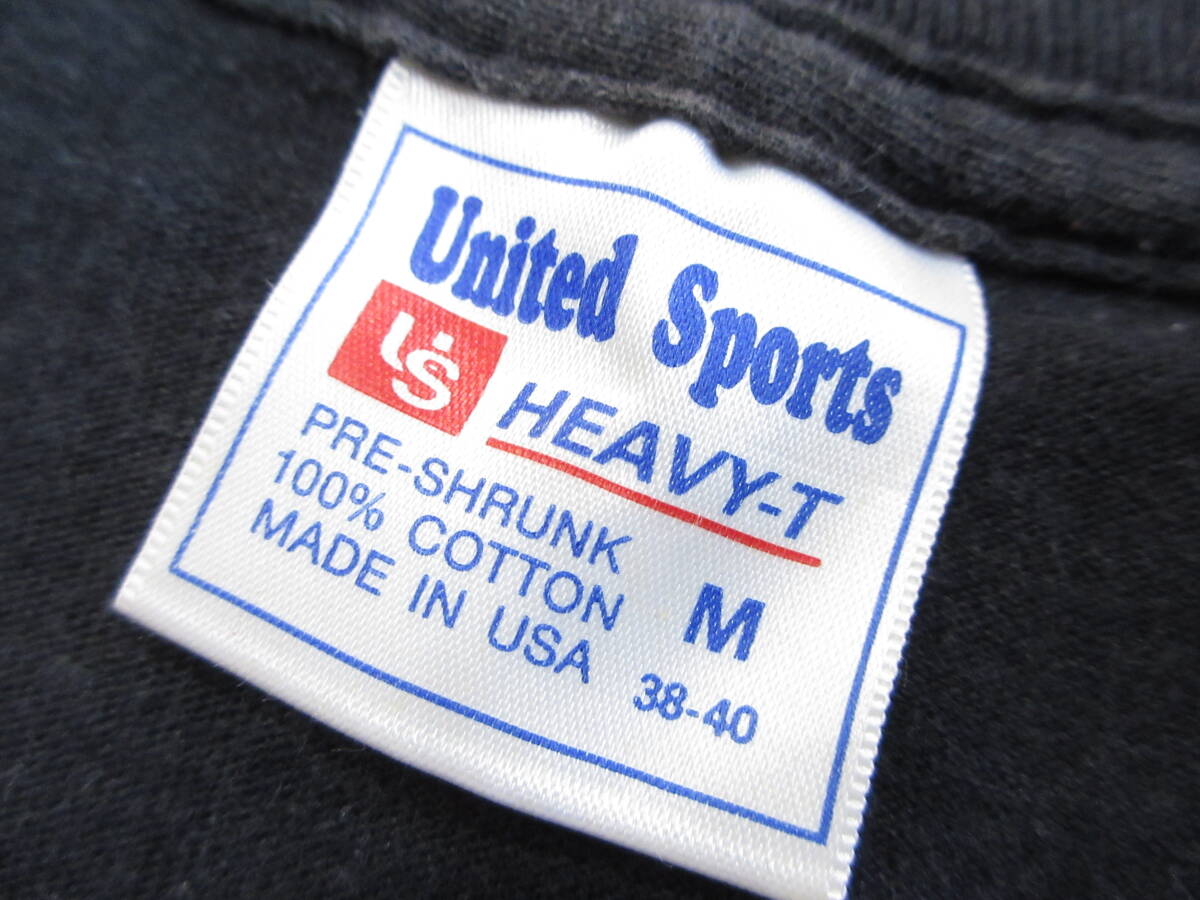 United Sports
US HEAVY-T
PRE-SHRUNK
100% COTTON M
MADE IN USA 38-40